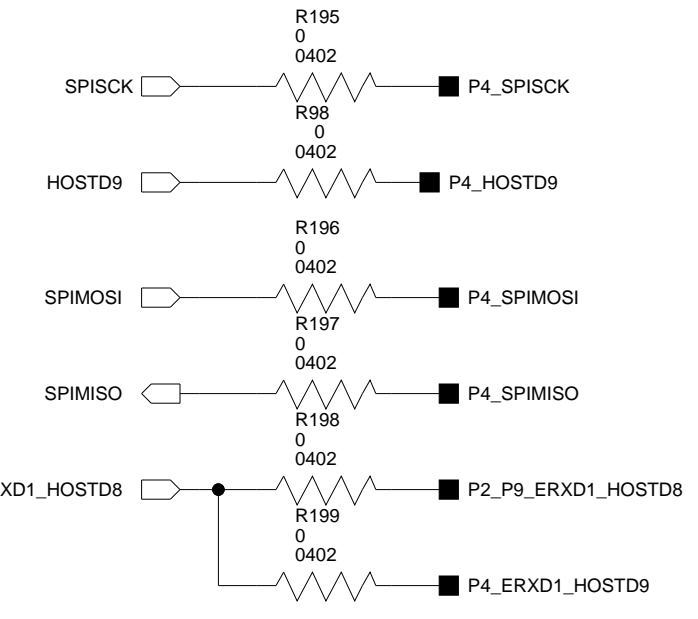 R195
0
0402
SPISCK
P4_SPISCK
R98
0
0402
HOSTD9
P4_HOSTD9
R196
0
0402
SPIMOSI
P4_SPIMOSI
R197
0
0402
SPIMISO
P4_SPIMISO
R198
0
0402
XD1_HOSTD8
P2_P9_ERXD1_HOSTD8
R199
0
0402
P4_ERXD1_HOSTD9